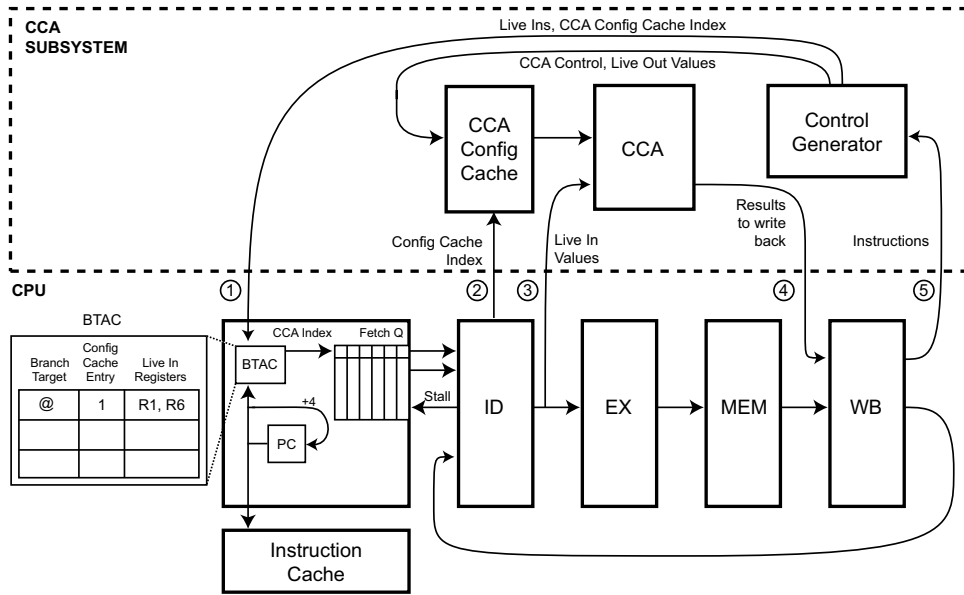 CCA
SUBSYSTEM
Live Ins, CCA Config Cache Index
CCA Control, Live Out Values
CCA
Config
Cache
CCA
Control
Generator
Config Cache
Index
Live In
Values
Results
to write
back
Instructions
CPU
1
2
3
4
5
BTAC
Branch
Target
Config
Cache
Entry
Live In
Registers
@
1
R1, R6
CCA Index
Fetch Q
BTAC
+4
PC
Stall
ID
EX
MEM
WB
Instruction
Cache